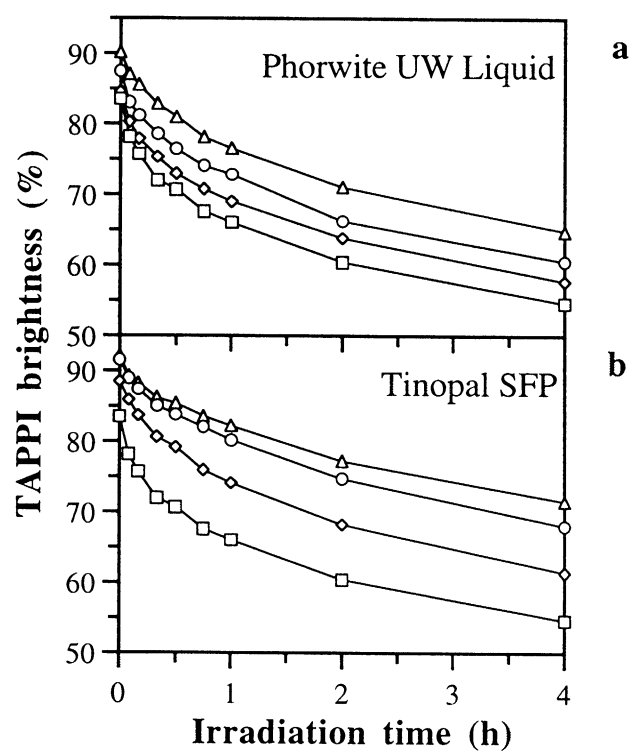 a
Phorwite UW Liquid
90
80
70
60
50
b
Tinopal SFP
90
80
70
60
50
0 1 2 3 4
TAPPI brightness (%)
Irradiation time (h)